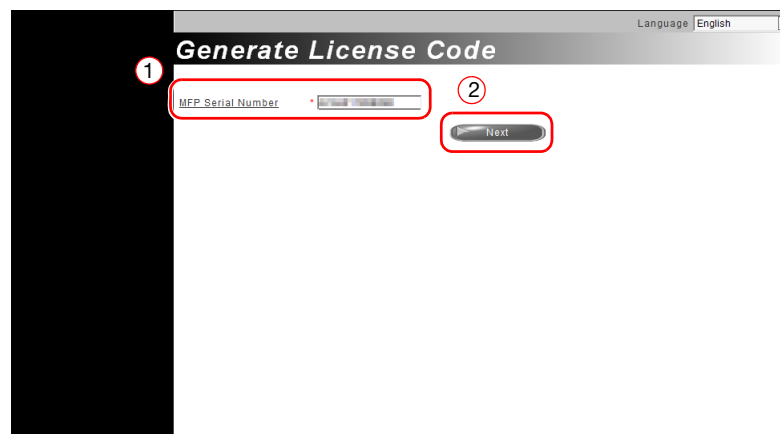 Language English
Generate License Code
1
MFP Serial Number *
2
Next